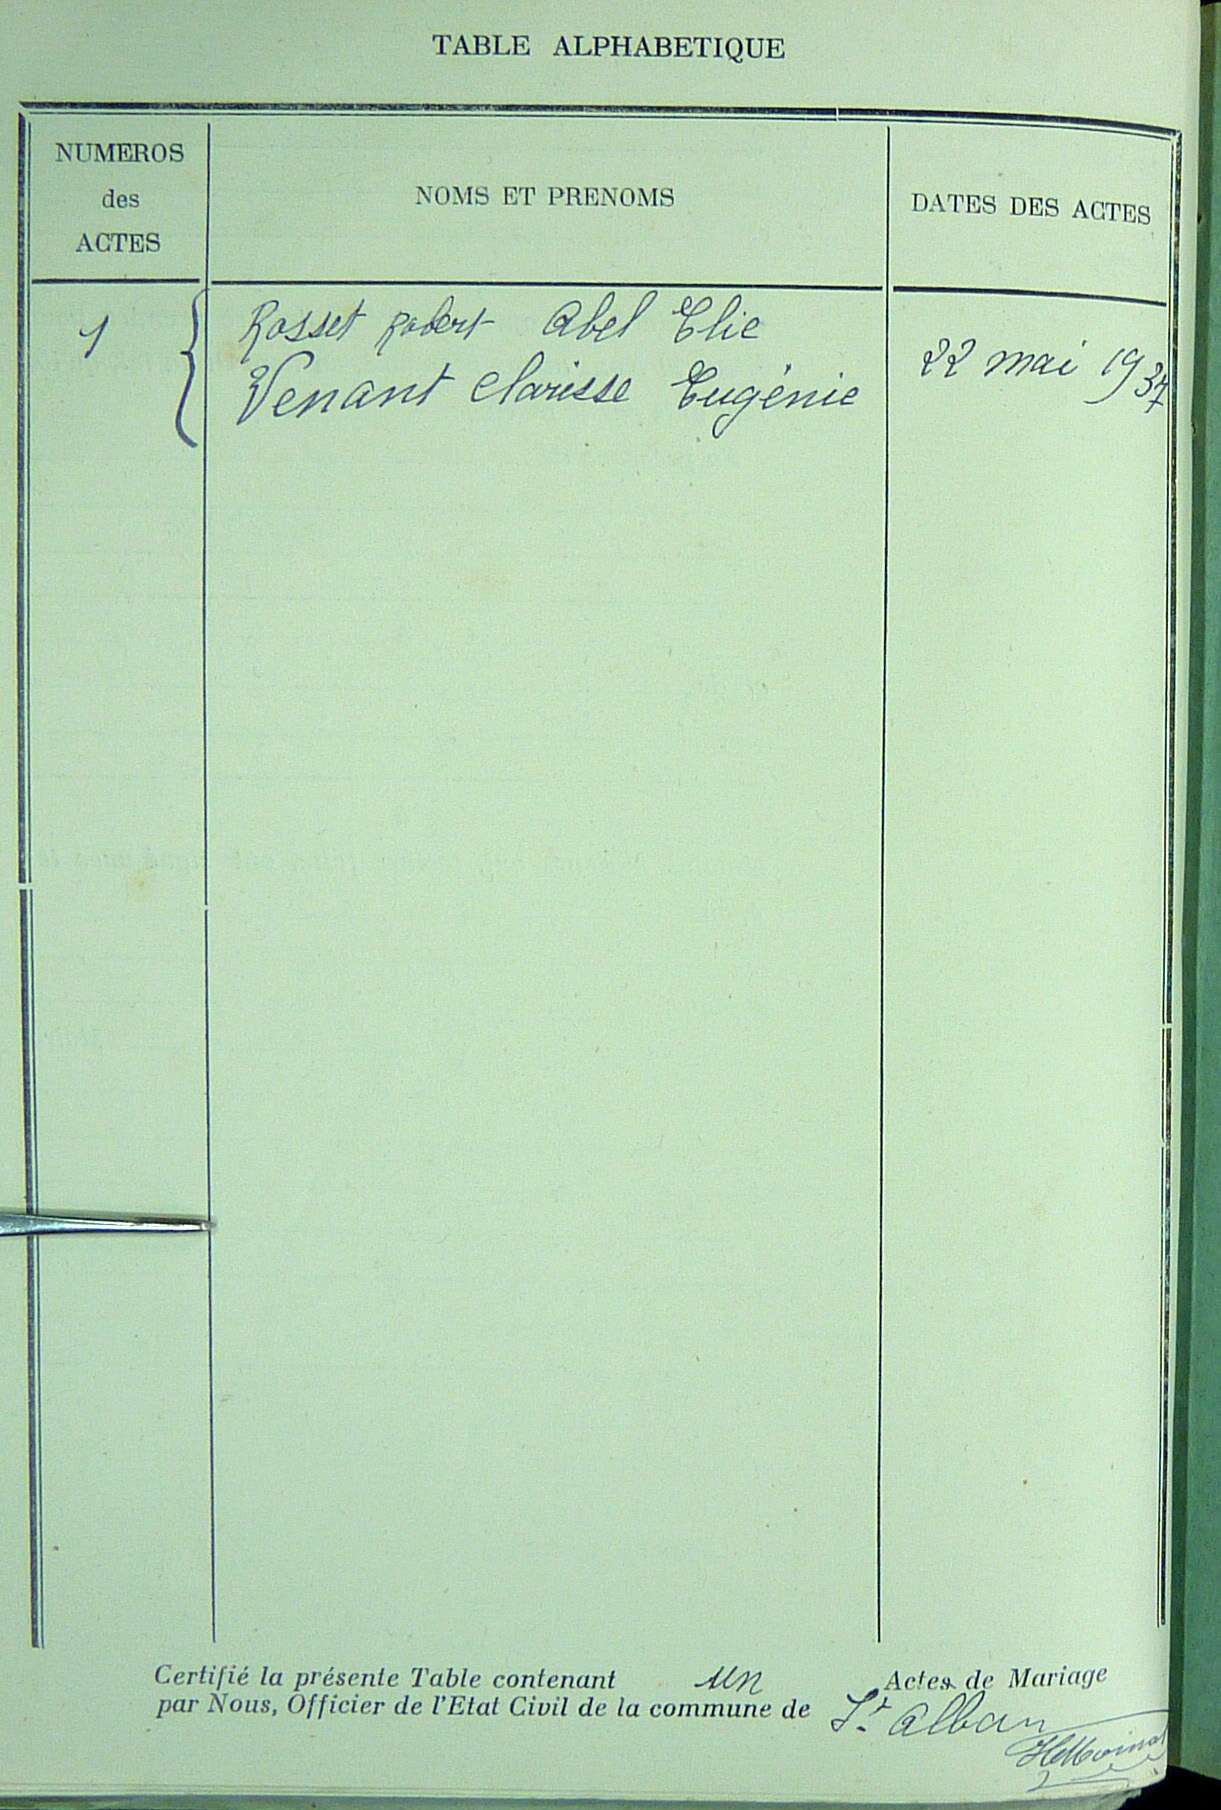 TABLE ALPHABETIQUE
NUMEROS
des
ACTES
NOMS ET PRENOMS
DATES DES ACTES
1
Rosset Robert Abel Elie
Venant Clarisse Eugénie
22 mai 1937
Certifié la présente Table contenant un Actes de Mariage
par Nous, Officier de l'Etat Civil de la commune de St. Alban